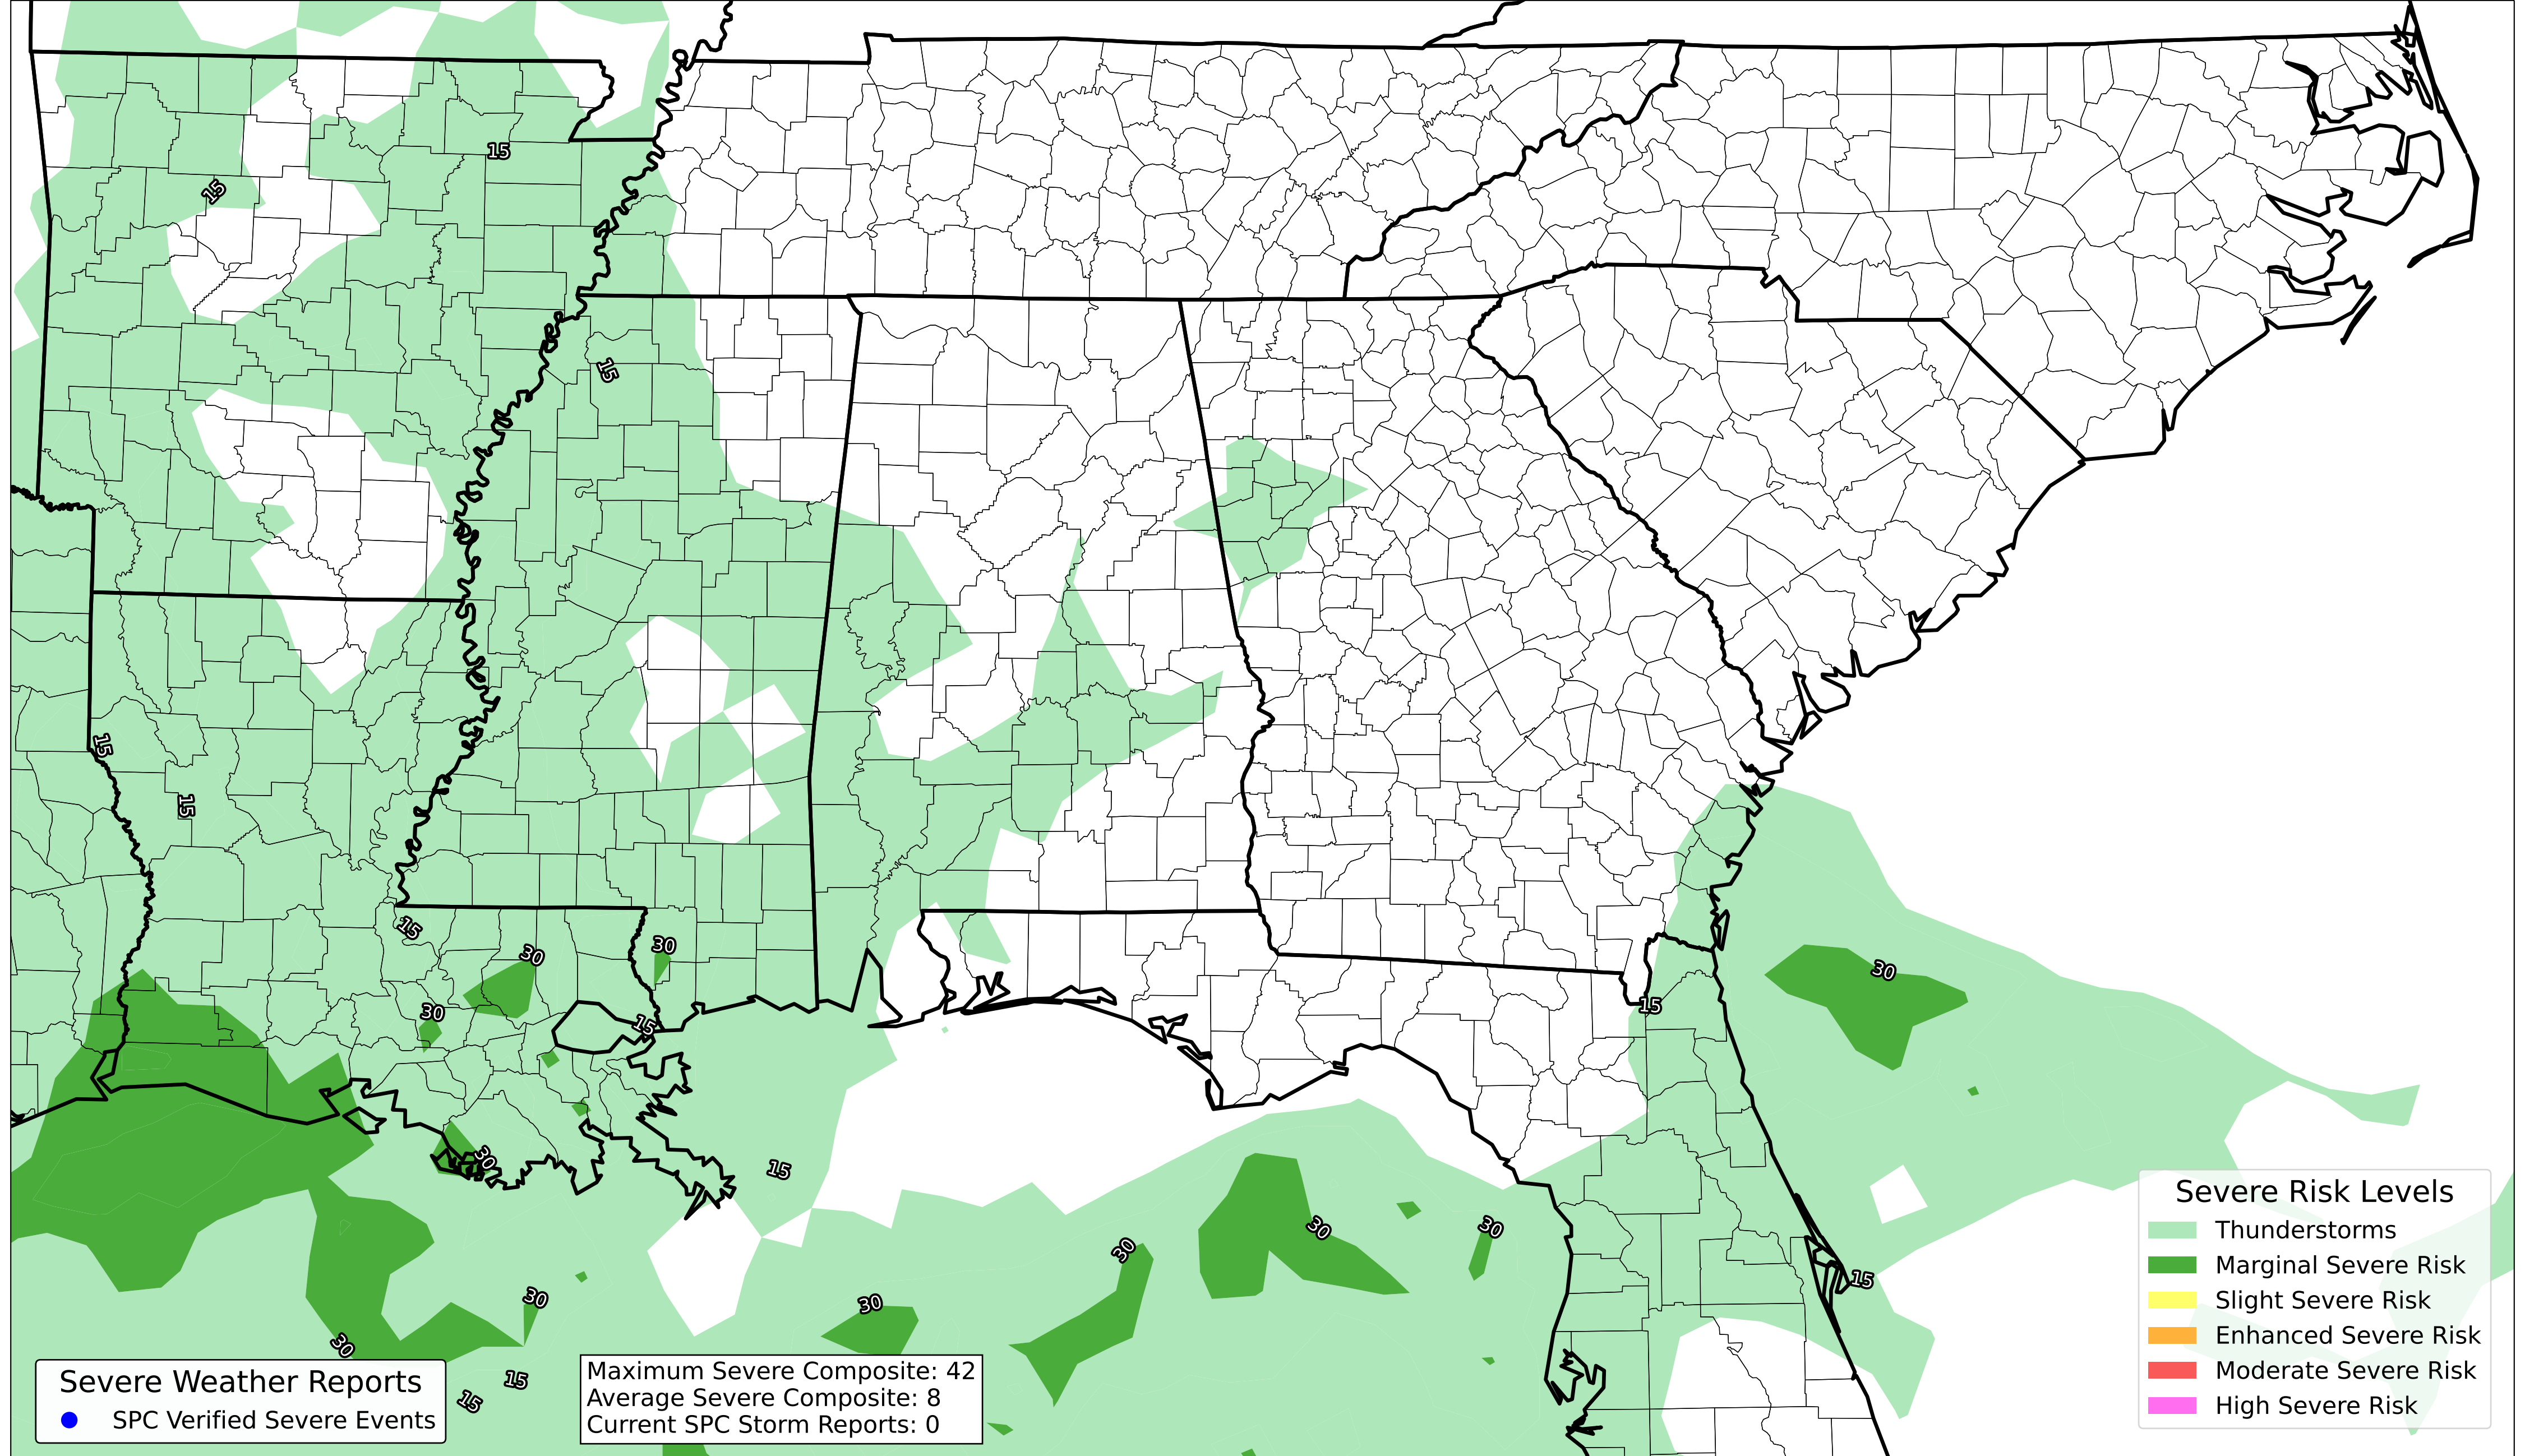 15
15
15
15
15
15
30
30
30
15
30
15
30
15
30
30
30
30
15
30
30
15
15
Severe Weather Reports
SPC Verified Severe Events
Maximum Severe Composite: 42
Average Severe Composite: 8
Current SPC Storm Reports: 0
Severe Risk Levels
Thunderstorms
Marginal Severe Risk
Slight Severe Risk
Enhanced Severe Risk
Moderate Severe Risk
High Severe Risk